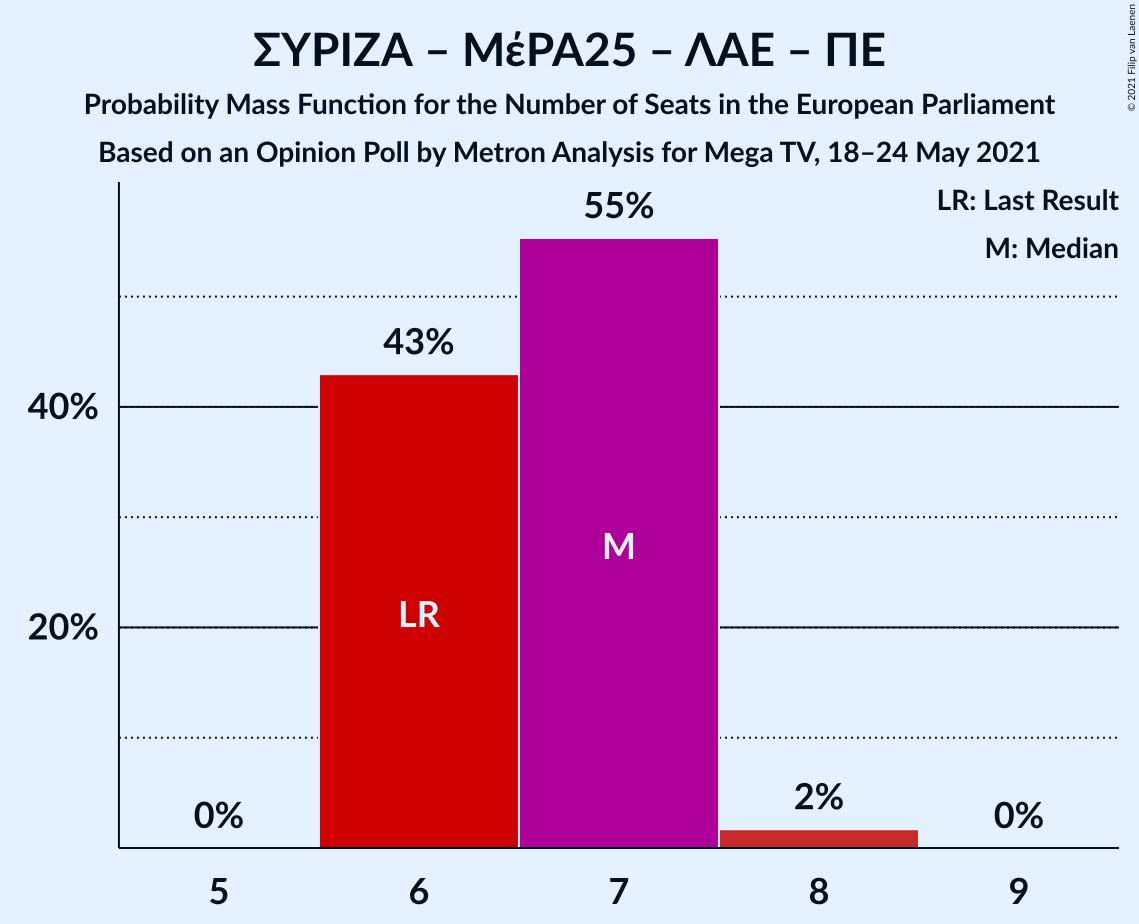 ΣΥΡΙΖΑ – ΜέΡΑ25 – ΛΑΕ – ΠΕ
Probability Mass Function for the Number of Seats in the European Parliament
Based on an Opinion Poll by Metron Analysis for Mega TV, 18–24 May 2021
© 2021 Filip van Laenen
LR: Last Result
M: Median
55%
43%
40%
M
LR
20%
2%
0%
0%
5 6 7 8 9